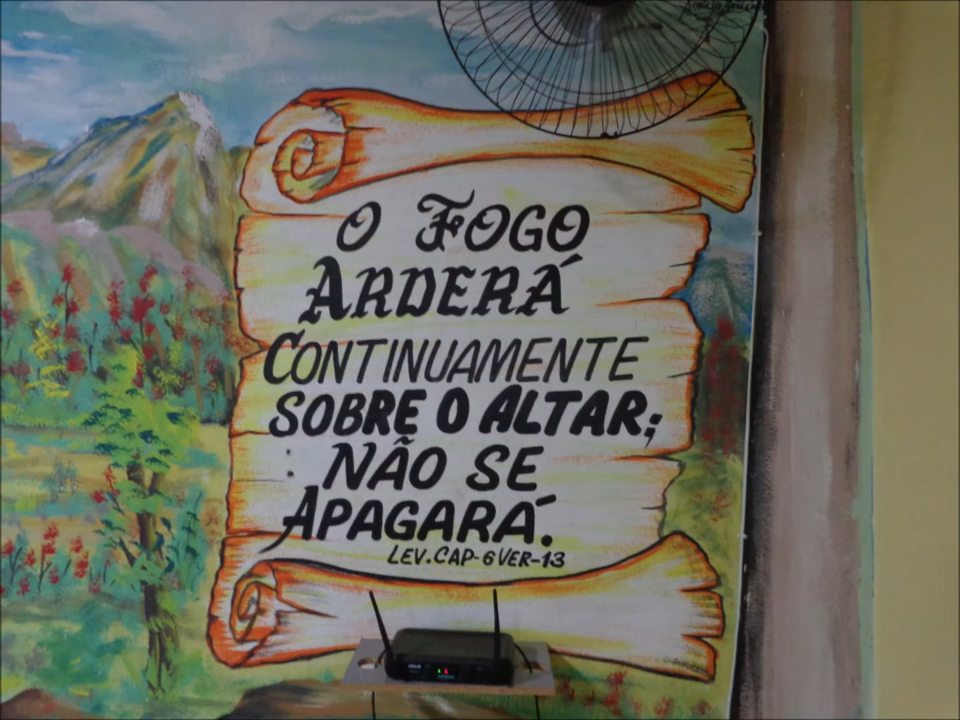 O FOGO
ARDERÁ
CONTINUAMENTE
SOBRE O ALTAR;
NÃO SE
APAGARÁ.
LEV. CAP-6 VER-13